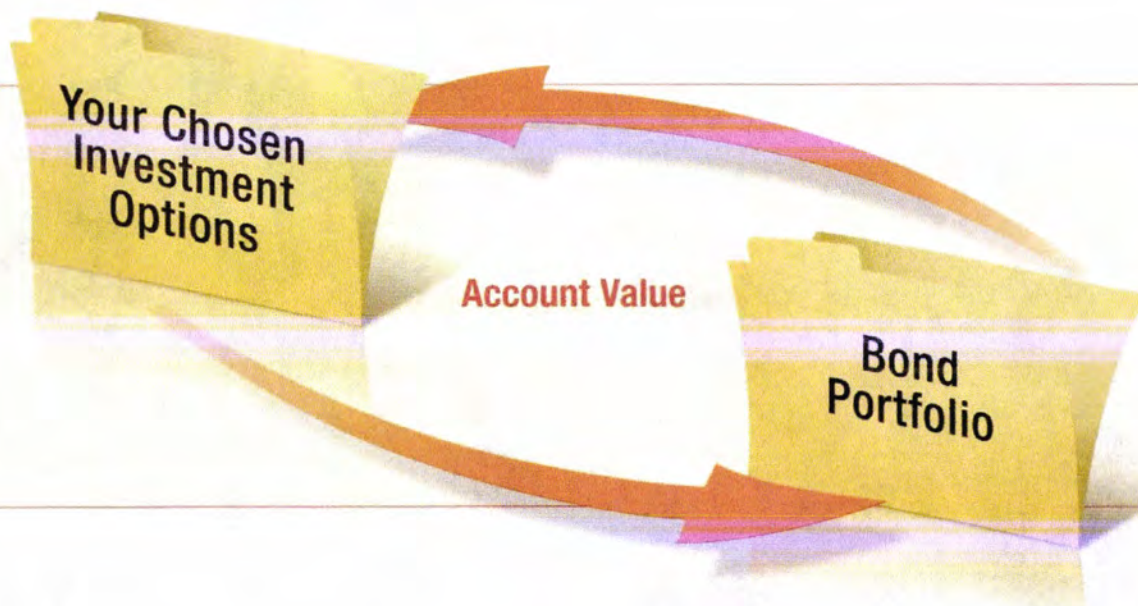 Your Chosen
Investment
Options
Account Value
Bond
Portfolio